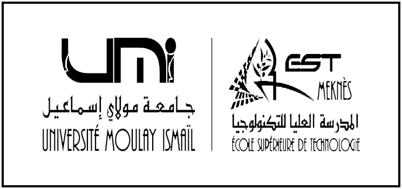 umi
جامعة مولاي إسماعيل
UNIVERSITÉ MOULAY ISMAÏL
EST
MEKNÈS
المدرسة العليا للتكنولوجيا
ÉCOLE SUPÉRIEURE DE TECHNOLOGIE